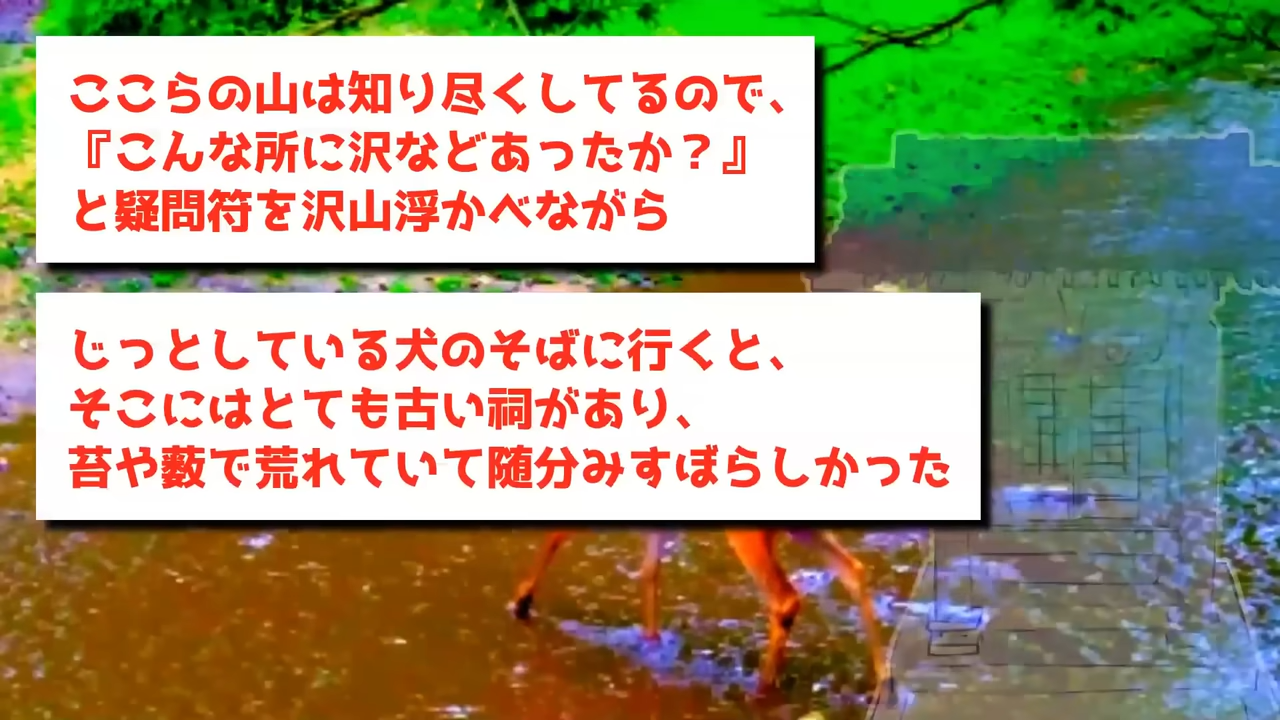 ここらの山は知り尽くしてるので、
『こんな所に沢などあったか？』
と疑問符を沢山浮かべながら
じっとしている犬のそばに行くと、
そこにはとても古い祠があり、
苔や藪で荒れていて随分みすぼらしかった